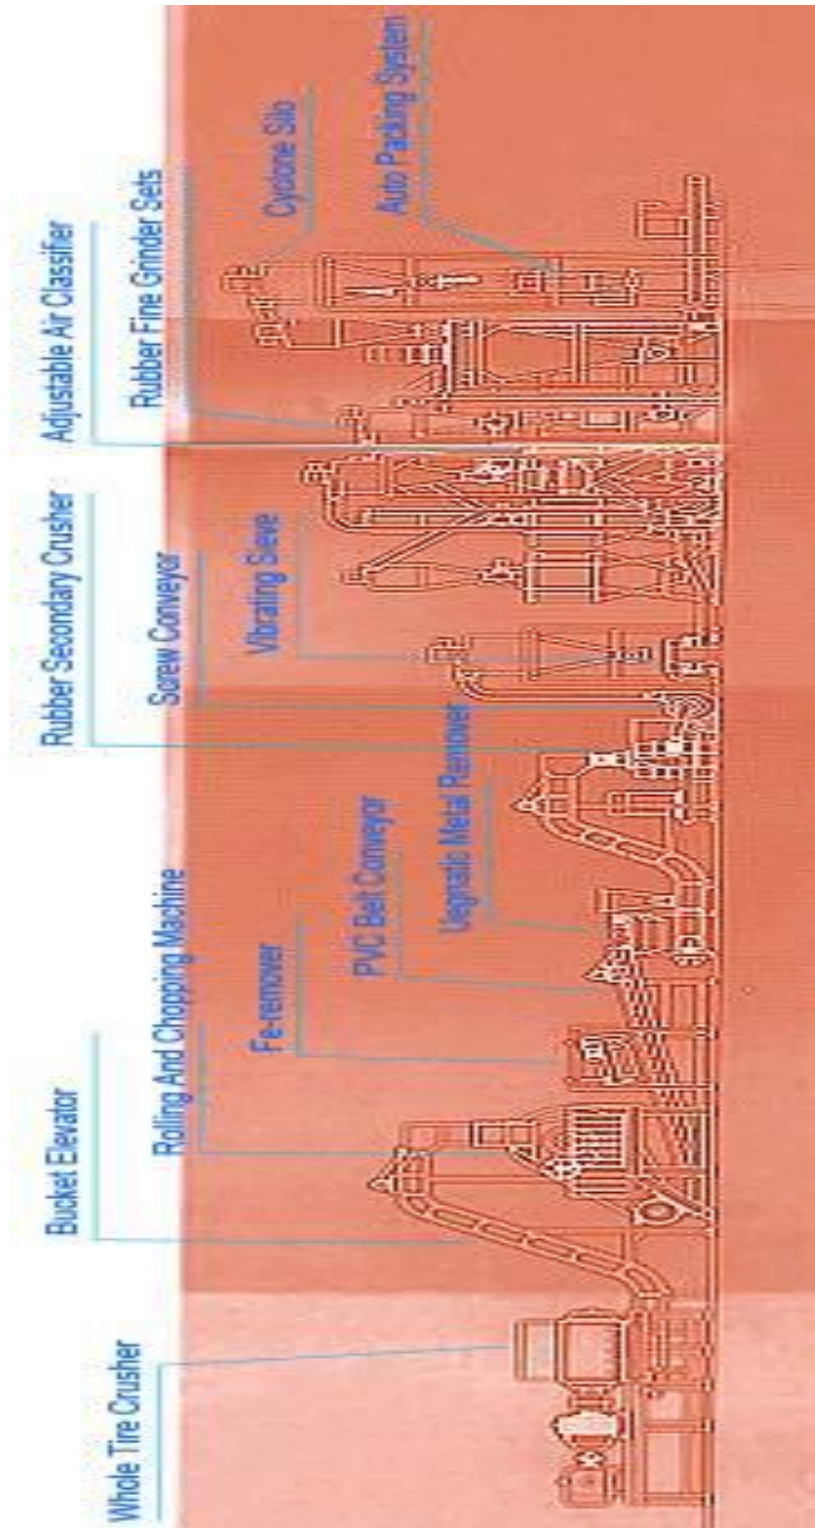 Whole Tire Crusher
Bucket Elevator
Rolling And Chopping Machine
Fe-remover
PVC Belt Conveyor
Uegnatic Metal Remover
Rubber Secondary Crusher
Screw Conveyor
Vibrating Sieve
Adjustable Air Classifier
Rubber Fine Grinder Sets
Cyclone Silo
Auto Packing System